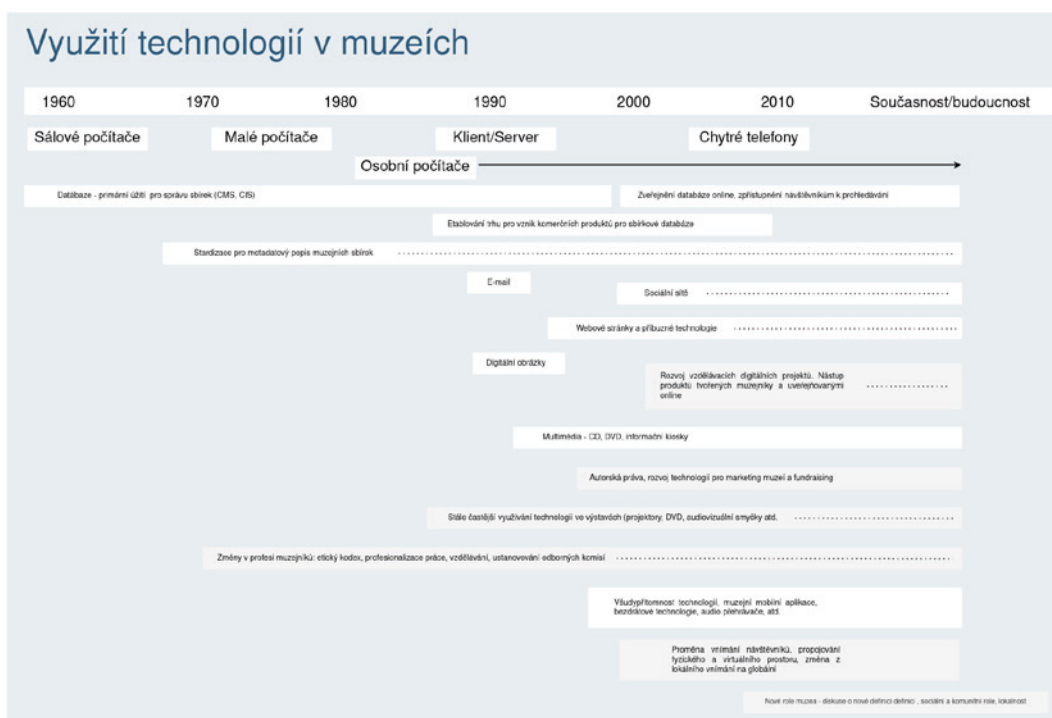 Využití technologií v muzeích
1960 1970 1980 1990 2000 2010 Současnost/budoucnost
Sálové počítače Malé počítače Klient/Server Chytré telefony
Osobní počítače
Databáze - primární úžití pro správu sbírek (CMS, CIS) Zveřejnění databáze online, zpřístupnění návštěvníkům k prohledávání
Etablování trhu pro vznik komerčních produktů pro sbírkové databáze
Stardizace pro metadatový popis muzejních sbírok
E-mail
Sociální sítě
Webové stránky a příbuzné technologie
Digitální obrázky
Rozvoj vzdělávacích digitálních projektů. Nástup
produktů tvořených muzejníky a uveřejňovanými
online
Multimédia - CD, DVD, informační kiosky
Autorská práva, rozvoj technologií pro marketing muzeí a fundraising
Stále častější využívání technologií ve výstavách (projektory, DVD, audiovizuální smyčky atd.
Změny v profesi muzejníků: etický kodex, profesionalizace práce, vzdělávání, ustanovování odborných komisí
Všudypřítomnost technologií, muzejní mobilní aplikace,
bezdrátové technologie, audio přehrávače, atd.
Proměna vnímání návštěvníků, propojování
fyzického a virtuálního prostoru, změna z
lokálního vnímání na globální
Nové role muzea - diskuse o nové definici definici , sociální a komunitní role, lokálnost